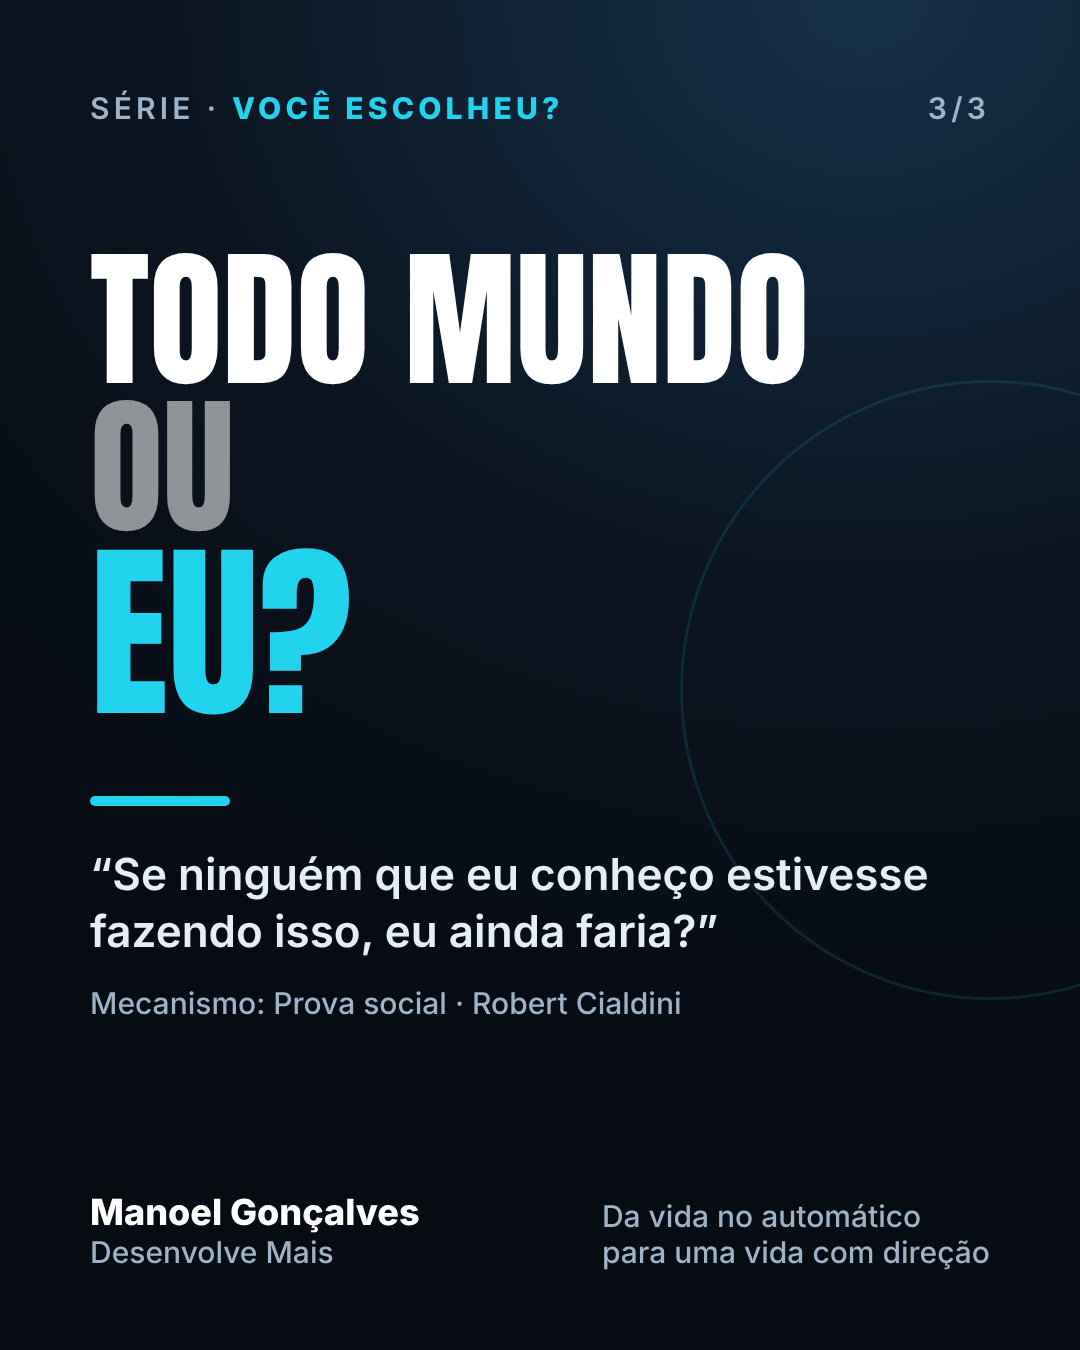 SÉRIE · VOCÊ ESCOLHEU?
3/3
TODO MUNDO
OU
EU?
“Se ninguém que eu conheço estivesse
fazendo isso, eu ainda faria?”
Mecanismo: Prova social · Robert Cialdini
Manoel Gonçalves
Desenvolve Mais
Da vida no automático
para uma vida com direção